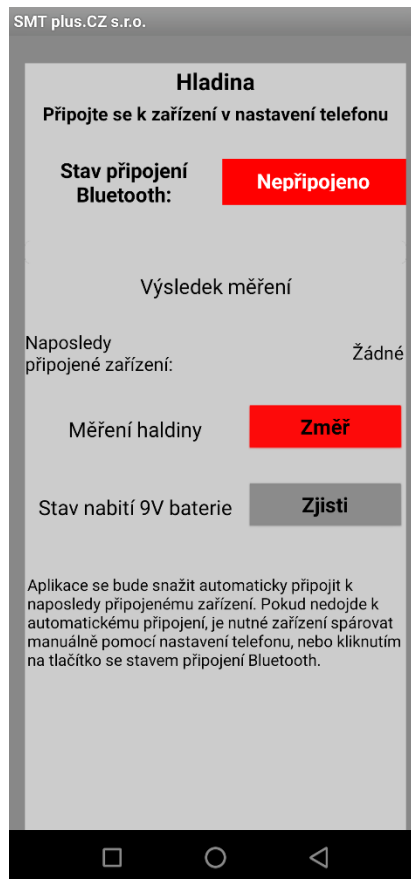 SMT plus.CZ s.r.o.
Hladina
Připojte se k zařízení v nastavení telefonu
Stav připojení
Bluetooth:
Nepřipojeno
Výsledek měření
Naposledy
připojené zařízení:
Žádné
Měření haldiny
Změř
Stav nabití 9V baterie
Zjisti
Aplikace se bude snažit automaticky připojit k
naposledy připojenému zařízení. Pokud nedojde k
automatickému připojení, je nutné zařízení spárovat
manuálně pomocí nastavení telefonu, nebo kliknutím
na tlačítko se stavem připojení Bluetooth.